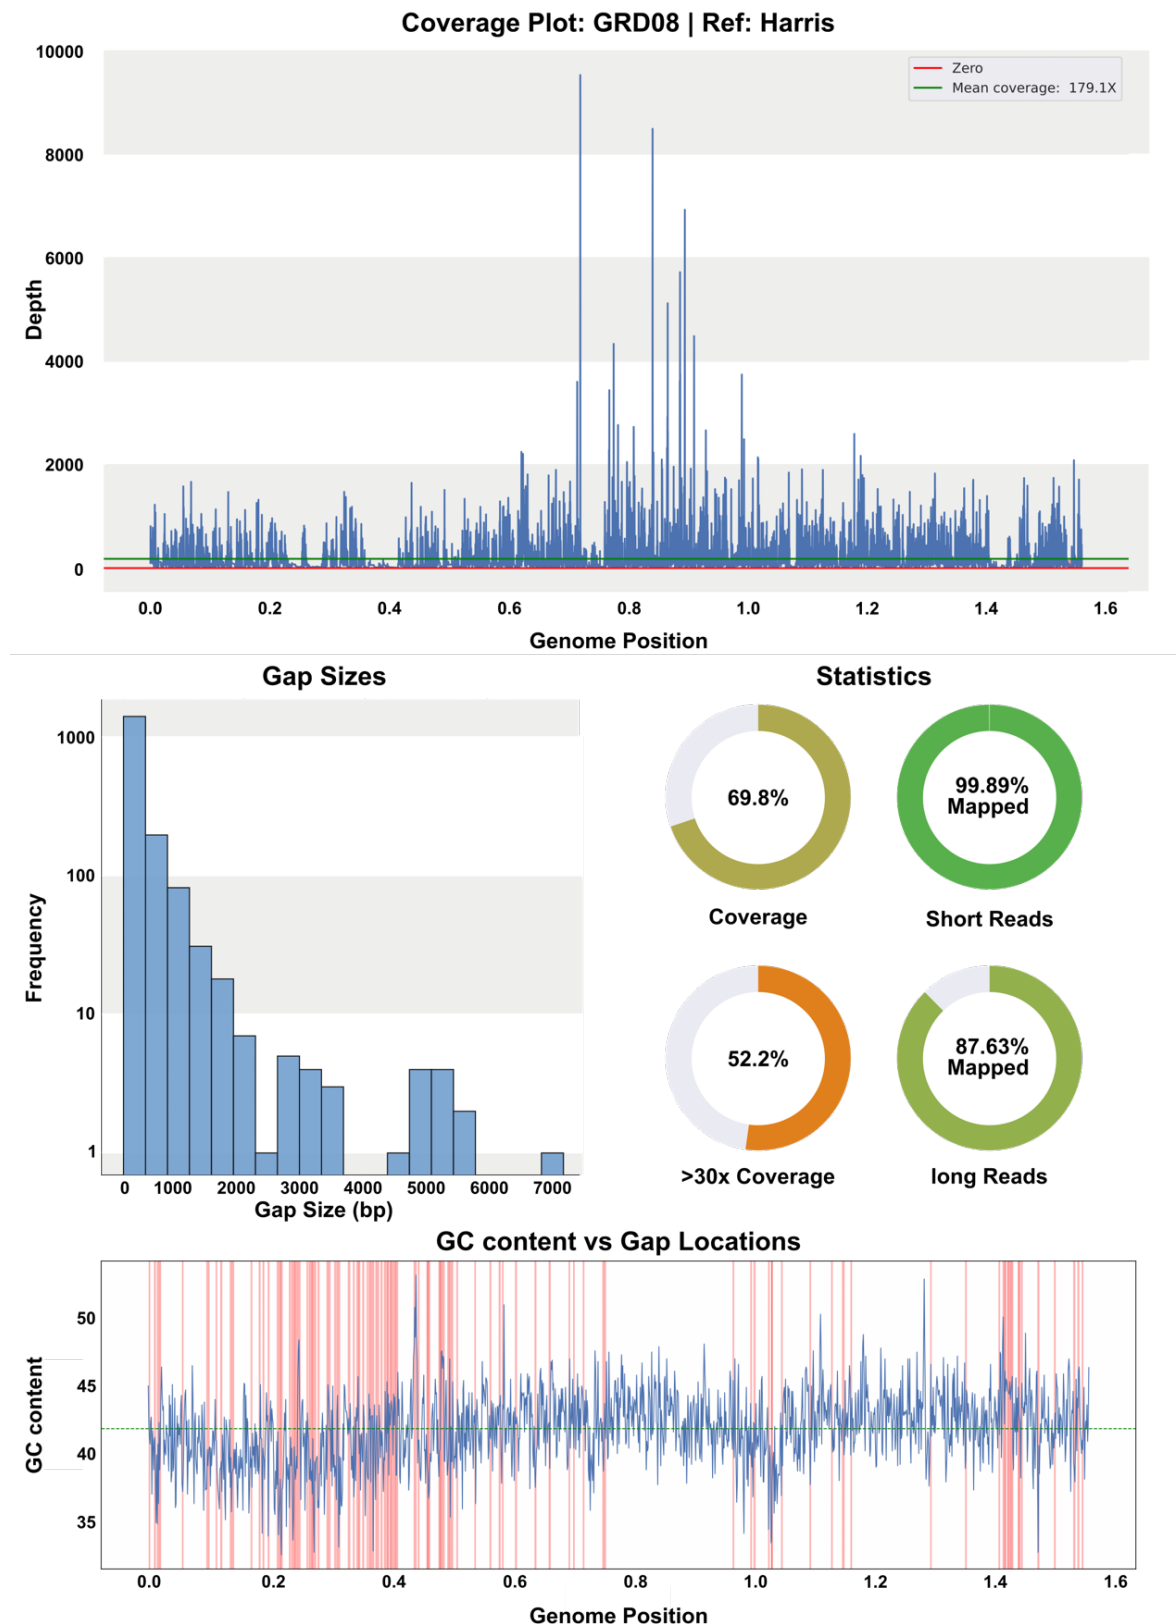 Coverage Plot: GRD08 | Ref: Harris
10000
8000
6000
4000
2000
0
Depth
Zero
Mean coverage: 179.1X
0.0 0.2 0.4 0.6 0.8 1.0 1.2 1.4 1.6
Genome Position
Gap Sizes
1000
100
10
1
Frequency
0 1000 2000 3000 4000 5000 6000 7000
Gap Size (bp)
Statistics
69.8%
Coverage
99.89%
Mapped
Short Reads
52.2%
>30x Coverage
87.63%
Mapped
long Reads
GC content vs Gap Locations
50
45
40
35
GC content
0.0 0.2 0.4 0.6 0.8 1.0 1.2 1.4 1.6
Genome Position